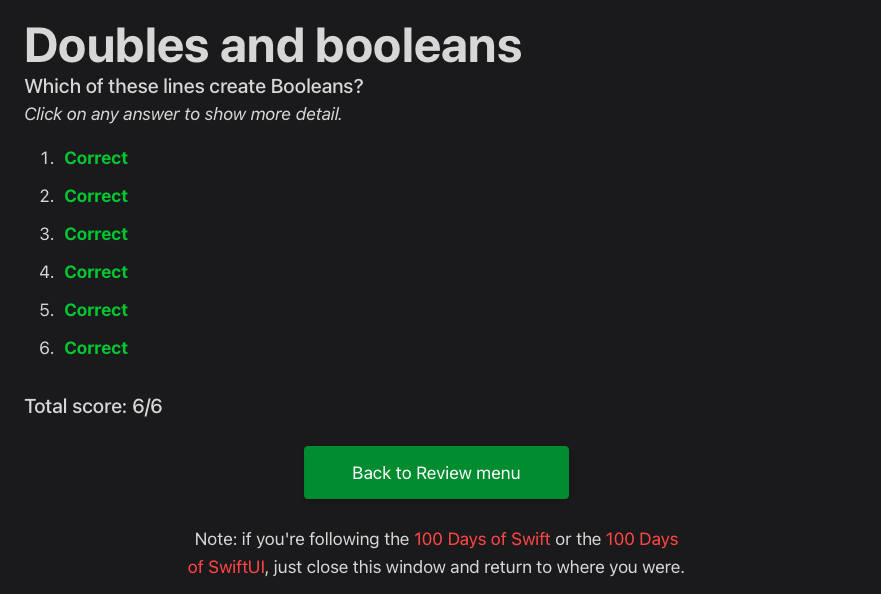 Doubles and booleans
Which of these lines create Booleans?
Click on any answer to show more detail.
1. Correct
2. Correct
3. Correct
4. Correct
5. Correct
6. Correct
Total score: 6/6
Back to Review menu
Note: if you're following the 100 Days of Swift or the 100 Days
of SwiftUI, just close this window and return to where you were.